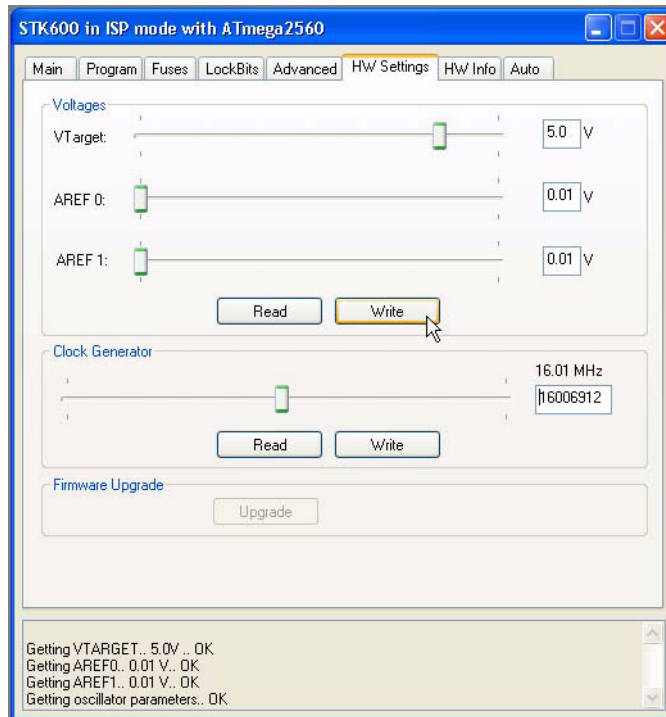 STK600 in ISP mode with ATmega2560
Main Program Fuses LockBits Advanced HW Settings HW Info Auto
Voltages
VTarget: 5.0 V
AREF 0: 0.01 V
AREF 1: 0.01 V
Read Write
Clock Generator
16.01 MHz
16006912
Read Write
Firmware Upgrade
Upgrade
Getting VTARGET.. 5.0V .. OK
Getting AREF0.. 0.01 V.. OK
Getting AREF1.. 0.01 V.. OK
Getting oscillator parameters.. OK